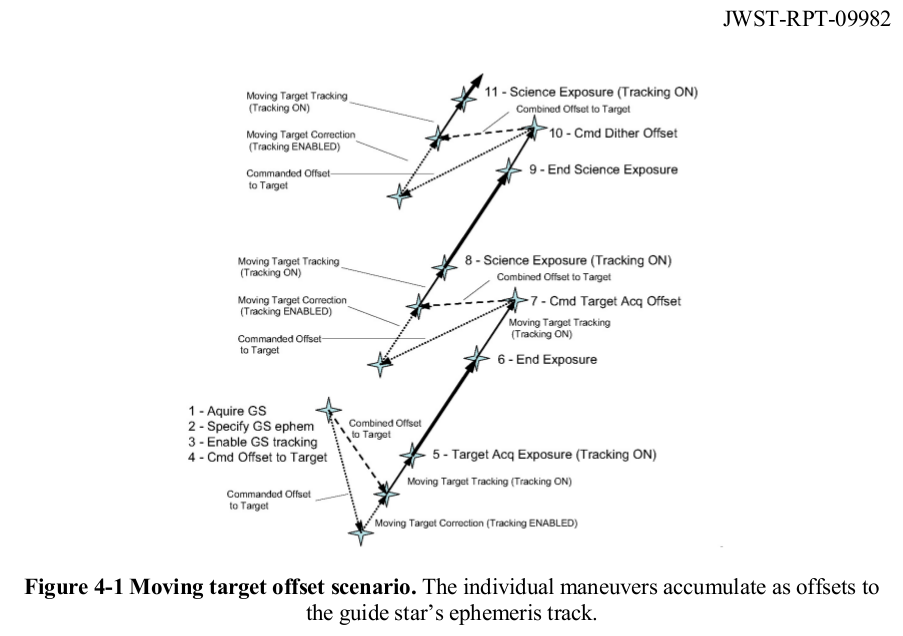 JWST-RPT-09982
Moving Target Tracking
(Tracking ON)
11 - Science Exposure (Tracking ON)
Combined Offset to Target
Moving Target Correction
(Tracking ENABLED)
10 - Cmd Dither Offset
Commanded Offset
to Target
9 - End Science Exposure
Moving Target Tracking
(Tracking ON)
8 - Science Exposure (Tracking ON)
Combined Offset to Target
Moving Target Correction
(Tracking ENABLED)
7 - Cmd Target Acq Offset
Moving Target Tracking
(Tracking ON)
Commanded Offset
to Target
6 - End Exposure
1 - Aquire GS
2 - Specify GS ephem
3 - Enable GS tracking
4 - Cmd Offset to Target
Combined Offset
to Target
5 - Target Acq Exposure (Tracking ON)
Moving Target Tracking (Tracking ON)
Commanded Offset
to Target
Moving Target Correction (Tracking ENABLED)
Figure 4-1 Moving target offset scenario. The individual maneuvers accumulate as offsets to
the guide star's ephemeris track.